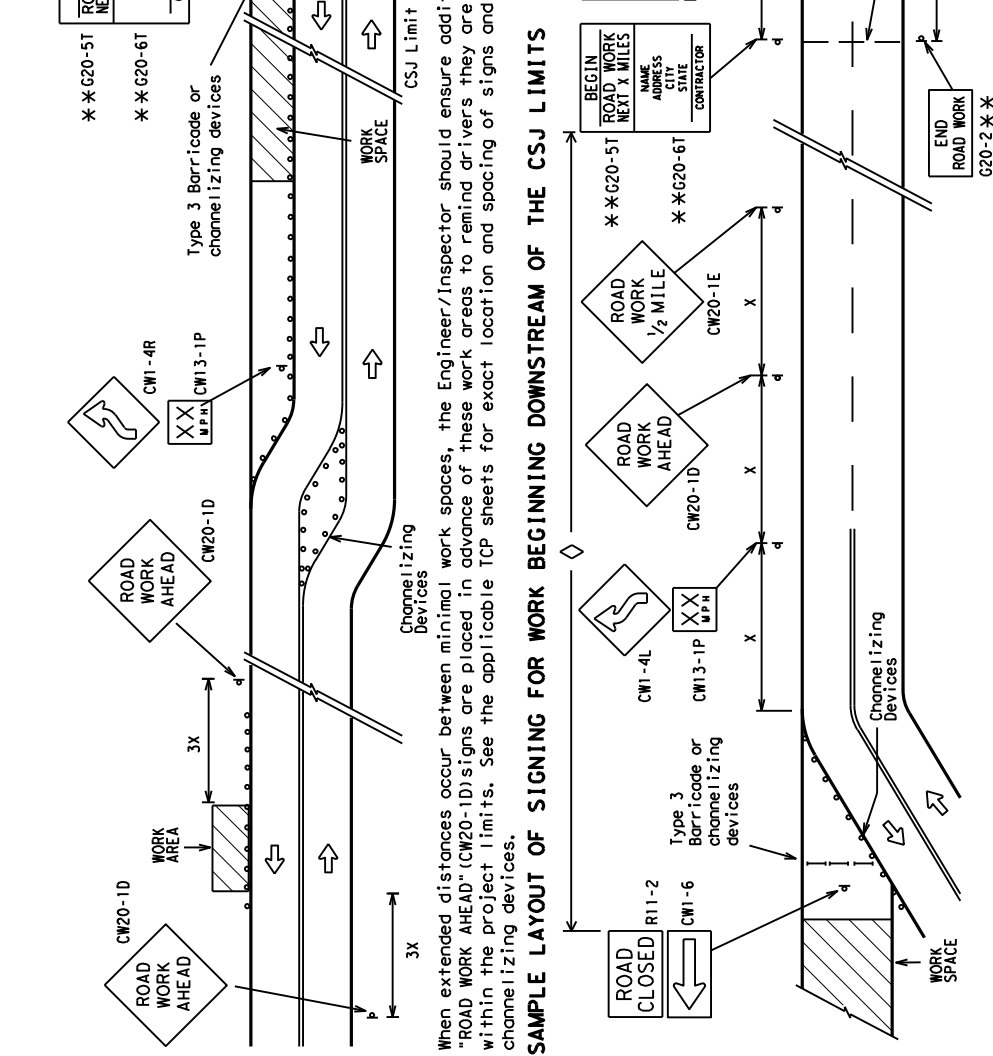 ROAD
WORK
AHEAD
CW20-1D
3X
WORK
AREA
3X
ROAD
WORK
AHEAD
CW20-1D
Channelizing
Devices
XX
MPH
CW1-4R
CW13-1P
Type 3 Barricade or
channelizing devices
WORK
SPACE
* * G20-5T
* * G20-6T
CSJ Limit
When extended distances occur between minimal work spaces, the Engineer/Inspector should ensure
"ROAD WORK AHEAD"(CW20-1D)signs are placed in advance of these work areas to remind drivers they are
within the project limits. See the applicable TCP sheets for exact location and spacing of signs and
channelizing devices.
SAMPLE LAYOUT OF SIGNING FOR WORK BEGINNING DOWNSTREAM OF THE CSJ LIMITS
ROAD
CLOSED
R11-2
CW1-6
WORK
SPACE
Type 3
Barricade or
channelizing
devices
Channelizing
Devices
CW1-4L
XX
MPH
CW13-1P
X
ROAD
WORK
AHEAD
CW20-1D
X
ROAD
WORK
1/2 MILE
CW20-1E
X
* * G20-5T
* * G20-6T
BEGIN
ROAD WORK
NEXT X MILES
NAME
ADDRESS
CITY
STATE
CONTRACTOR
END
ROAD WORK
G20-2 * *